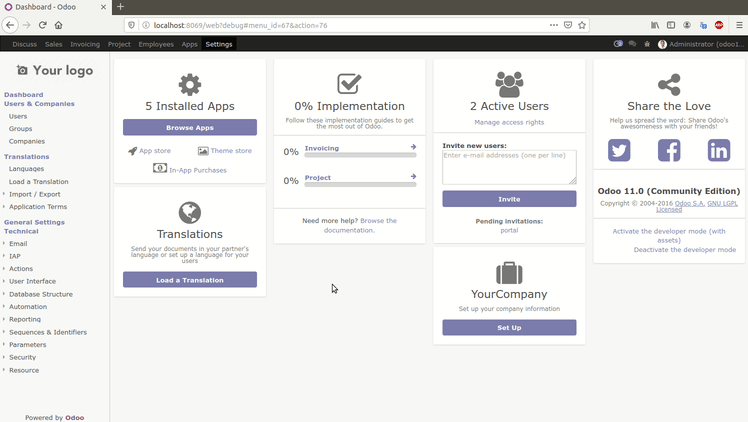 Dashboard - Odoo
localhost:8069/web?debug#menu_id=67&action=76
Discuss Sales Invoicing Project Employees Apps Settings
Administrator (odoo1...
Your logo
Dashboard
Users & Companies
Users
Groups
Companies
Translations
Languages
Load a Translation
Import / Export
Application Terms
General Settings
Technical
Email
IAP
Actions
User Interface
Database Structure
Automation
Reporting
Sequences & Identifiers
Parameters
Security
Resource
Powered by Odoo
5 Installed Apps
Browse Apps
App store
Theme store
In-App Purchases
Translations
Send your documents in your partner's
language or set up a language for your
users
Load a Translation
0% Implementation
Follow these implementation guides to get
the most out of Odoo.
0% Invoicing
0% Project
Need more help? Browse the
documentation.
2 Active Users
Manage access rights
Invite new users:
Enter e-mail addresses (one per line)
Invite
Pending invitations:
portal
YourCompany
Set up your company information
Set Up
Share the Love
Help us spread the word: Share Odoo's
awesomeness with your friends!
Odoo 11.0 (Community Edition)
Copyright © 2004-2016 Odoo S.A. GNU LGPL
Licensed
Activate the developer mode (with
assets)
Deactivate the developer mode